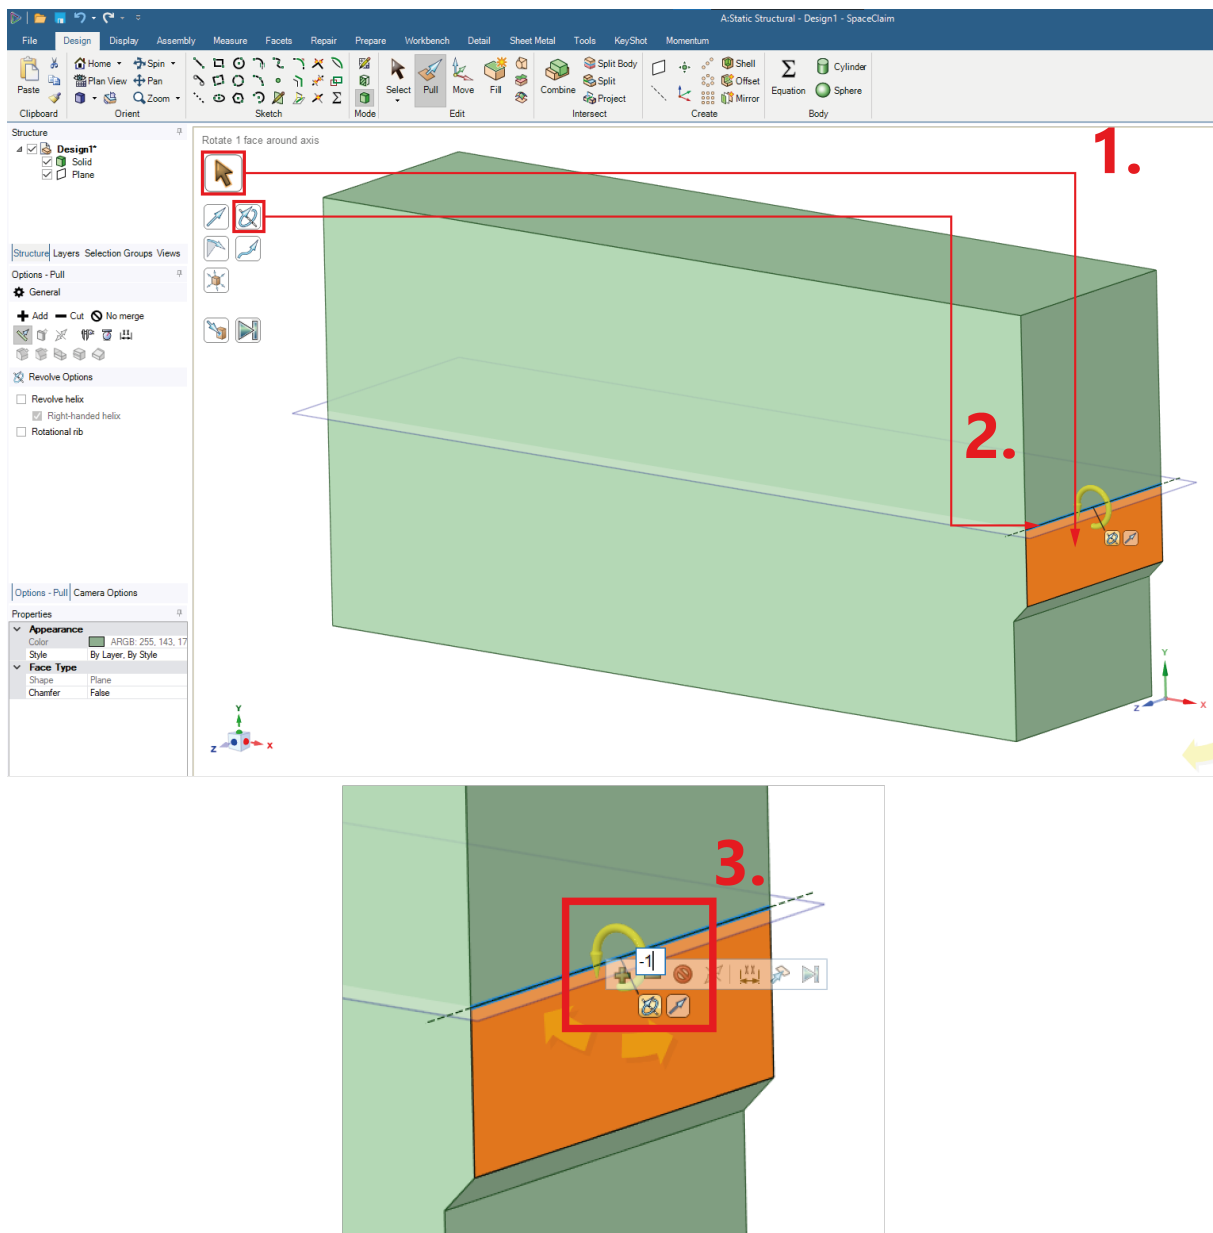 A:Static Structural - Design1 - SpaceClaim
File Design Display Assembly Measure Facets Repair Prepare Workbench Detail Sheet Metal Tools KeyShot Momentum
Home Spin Split Body Shell Cylinder
Plan View Pan Split Offset
Paste Zoom Select Pull Move Fill Combine Project Equation Mirror Sphere
Clipboard Orient Sketch Mode Edit Intersect Create Body
Structure
Design1*
Solid
Plane
Structure Layers Selection Groups Views
Options - Pull
General
Add Cut No merge
Revolve Options
Revolve helix
Right-handed helix
Rotational rib
Options - Pull Camera Options
Properties
Appearance
Color ARGB: 255, 143, 17
Style By Layer, By Style
Face Type
Shape Plane
Chamfer False
Rotate 1 face around axis
1.
2.
Y
Z X
Y
Z X
3.
-1